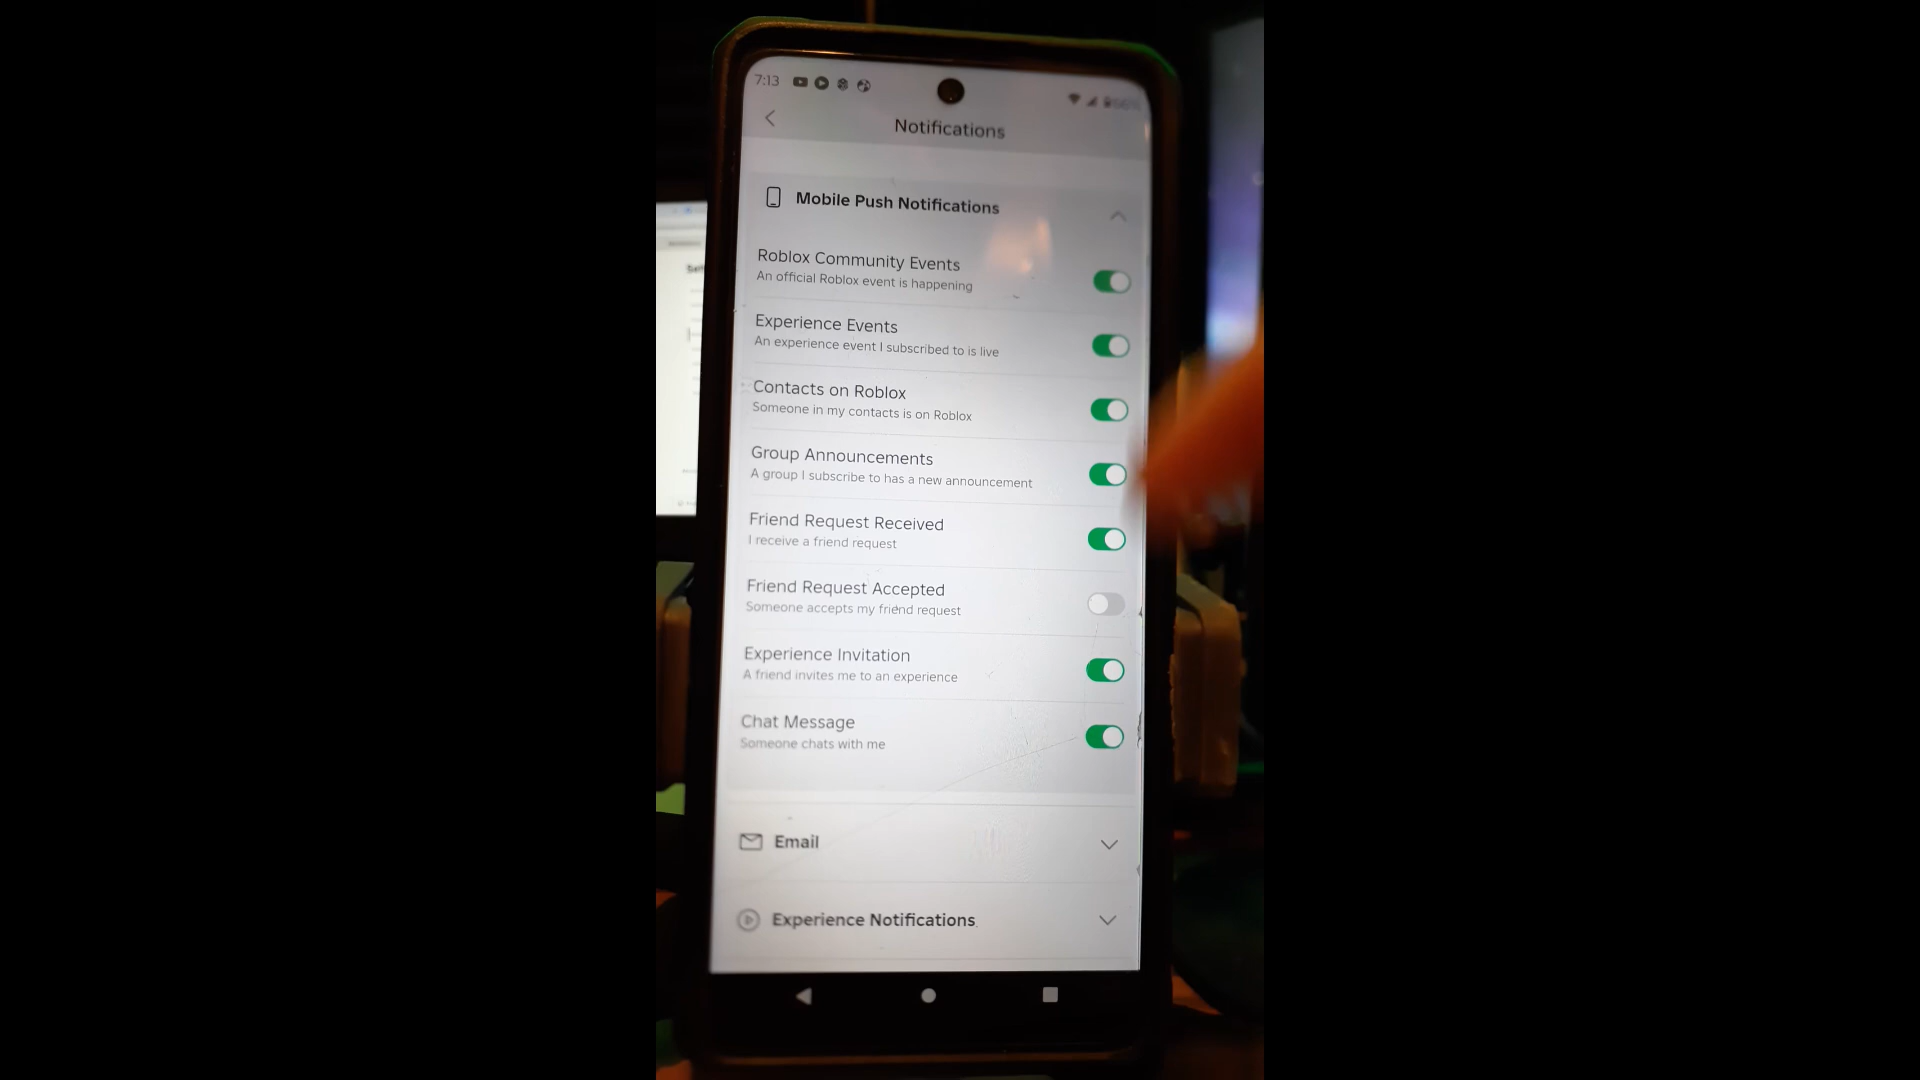 7:13
Notifications
Mobile Push Notifications
Roblox Community Events
An official Roblox event is happening
Experience Events
An experience event I subscribed to is live
Contacts on Roblox
Someone in my contacts is on Roblox
Group Announcements
A group I subscribe to has a new announcement
Friend Request Received
I receive a friend request
Friend Request Accepted
Someone accepts my friend request
Experience Invitation
A friend invites me to an experience
Chat Message
Someone chats with me
Email
Experience Notifications